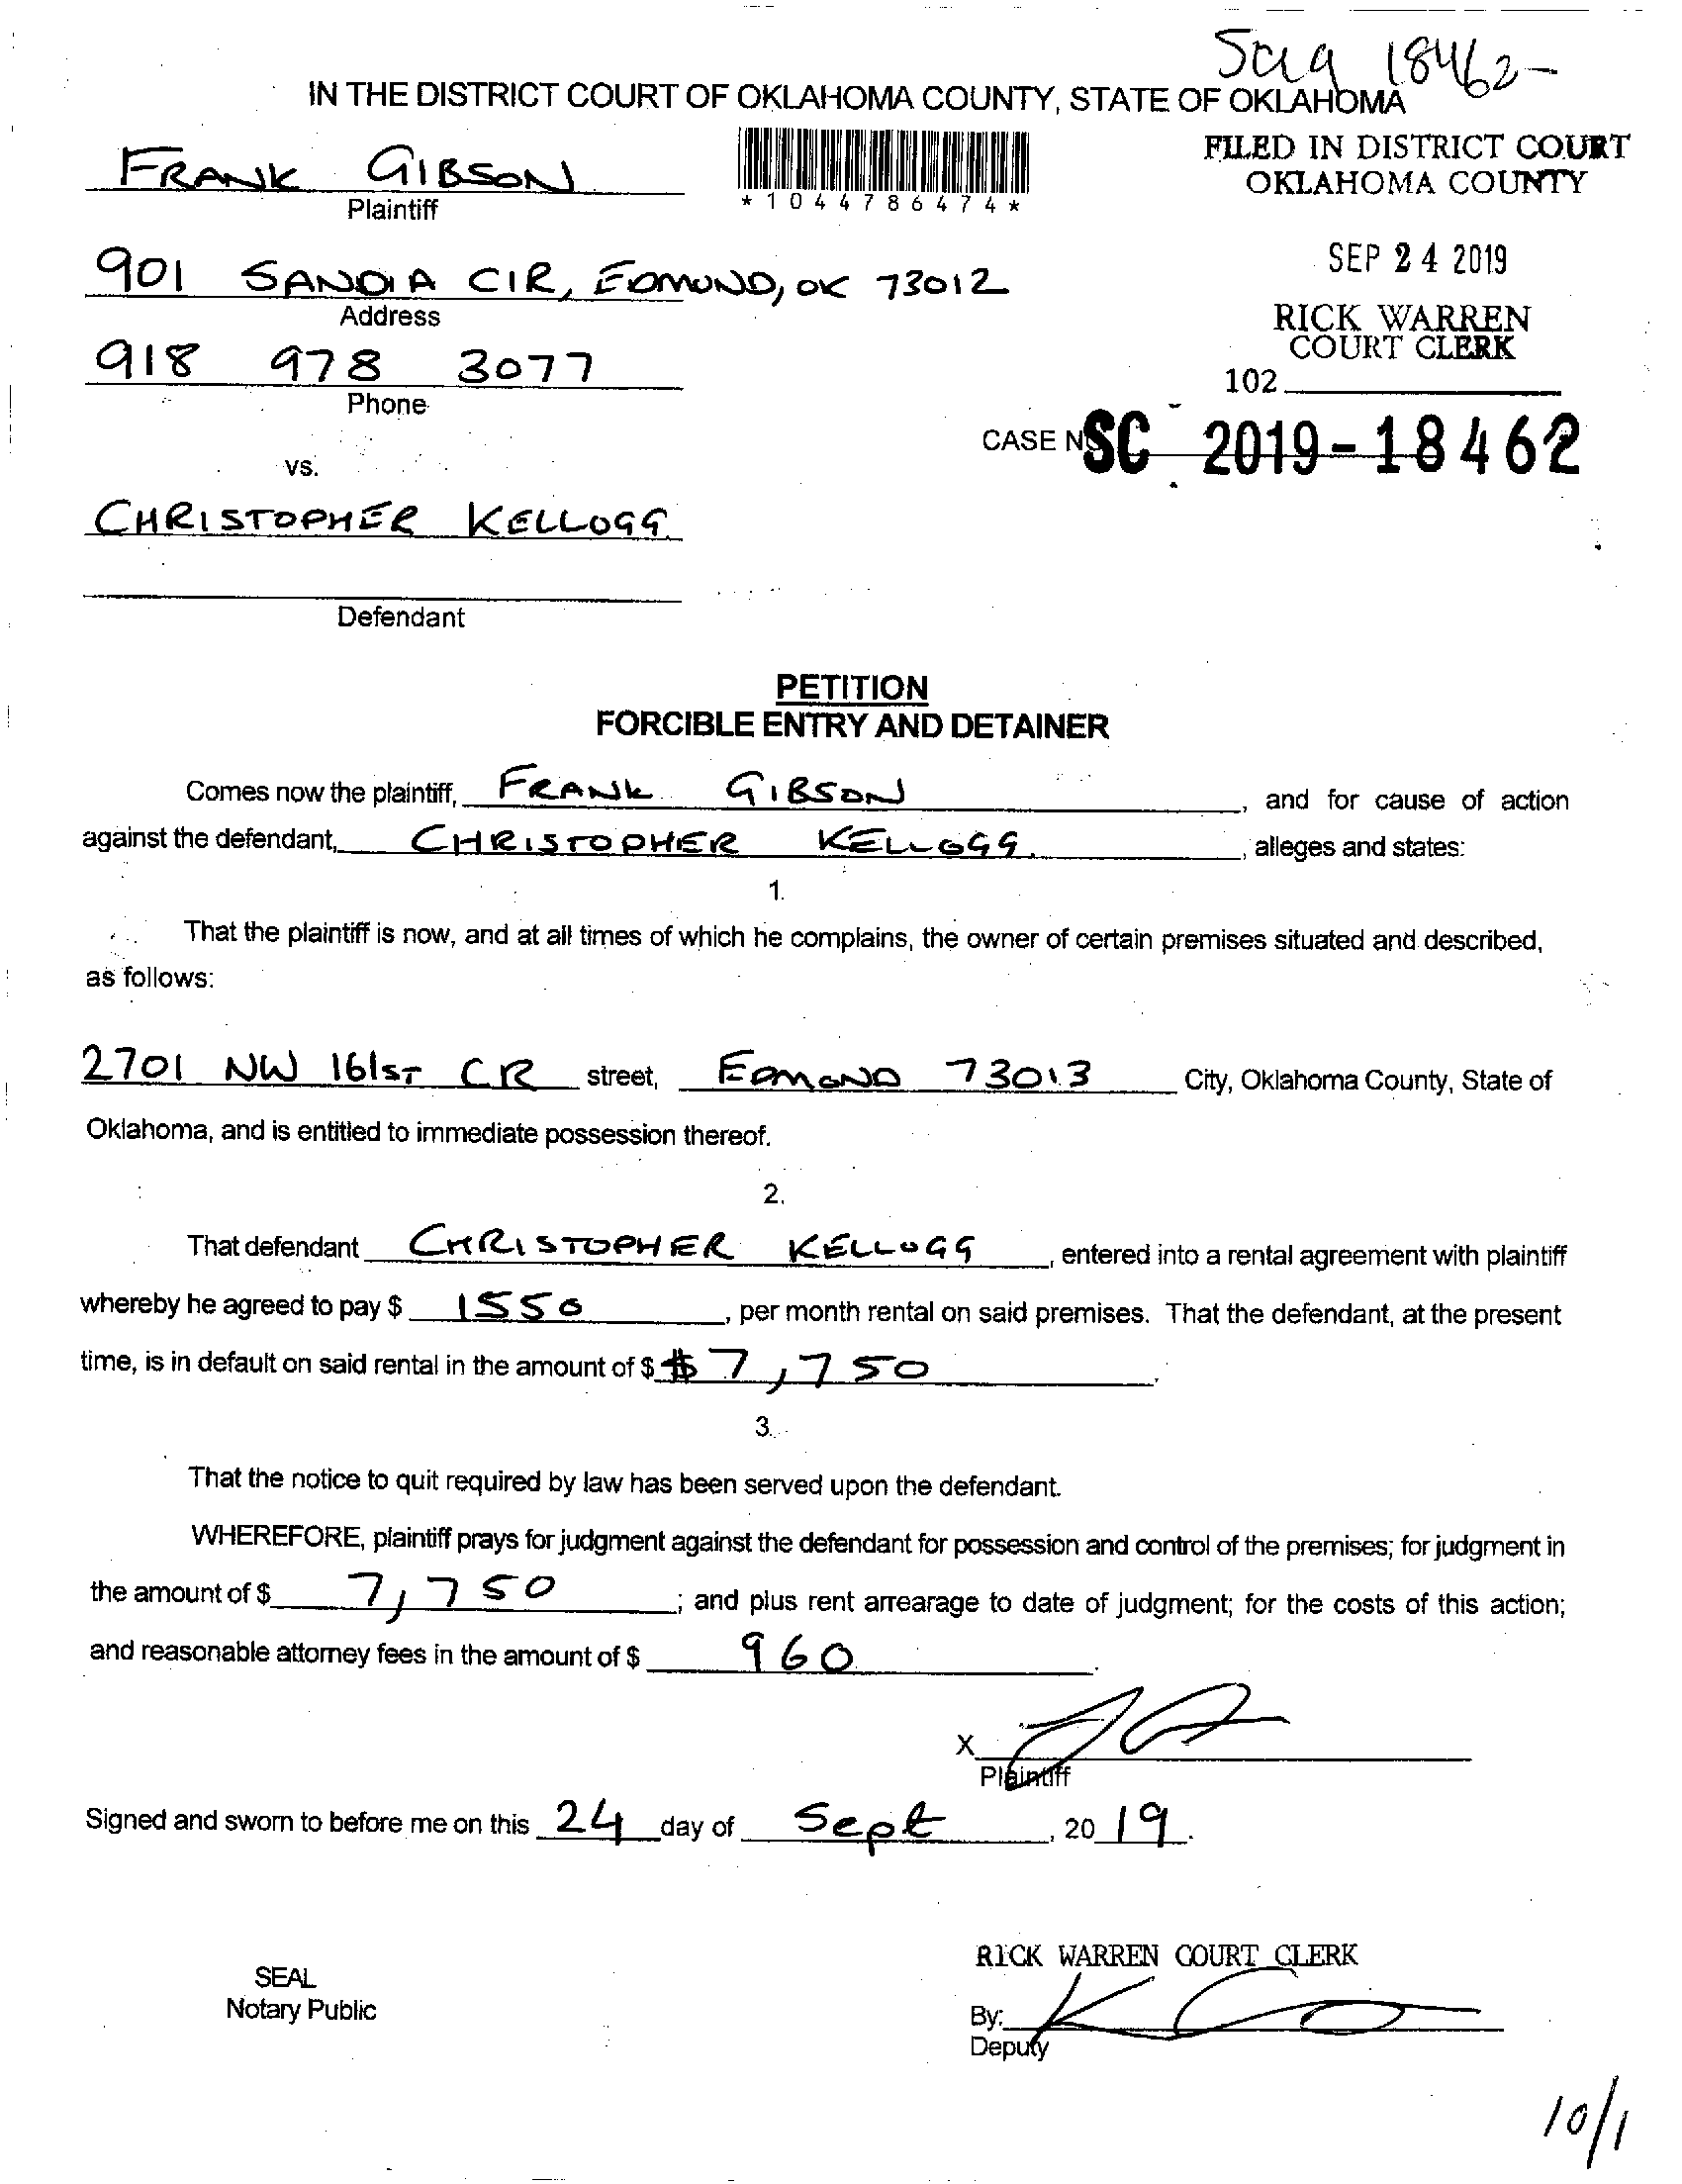 18462-
IN THE DISTRICT COURT OF OKLAHOMA COUNTY, STATE OF OKLAHOMA
FRANK GIBSON
Plaintiff
*1044786474*
FILED IN DISTRICT COURT
OKLAHOMA COUNTY
901 SANDIA CIR, EDMOND, OK 73012
Address
SEP 24 2019
RICK WARREN
COURT CLERK
918 978 3077
Phone
102
CASE NO SC - 2019-18462
vs.
CHRISTOPHER KELLOGG
Defendant
PETITION
FORCIBLE ENTRY AND DETAINER
Comes now the plaintiff, FRANK GIBSON, and for cause of action
against the defendant, CHRISTOPHER KELLOGG, alleges and states:
1.
That the plaintiff is now, and at all times of which he complains, the owner of certain premises situated and described,
as follows:
2701 NW 161ST CR street, EDMOND 73013 City, Oklahoma County, State of
Oklahoma, and is entitled to immediate possession thereof.
2.
That defendant CHRISTOPHER KELLOGG, entered into a rental agreement with plaintiff
whereby he agreed to pay $ 1550, per month rental on said premises. That the defendant, at the present
time, is in default on said rental in the amount of $ $7,750.
3.
That the notice to quit required by law has been served upon the defendant.
WHEREFORE, plaintiff prays for judgment against the defendant for possession and control of the premises; for judgment in
the amount of $ 7,750; and plus rent arrearage to date of judgment; for the costs of this action;
and reasonable attorney fees in the amount of $ 960.
X
Plaintiff
Signed and sworn to before me on this 24 day of Sept, 20 19.
RICK WARREN COURT CLERK
SEAL
Notary Public
By:
Deputy
10/1